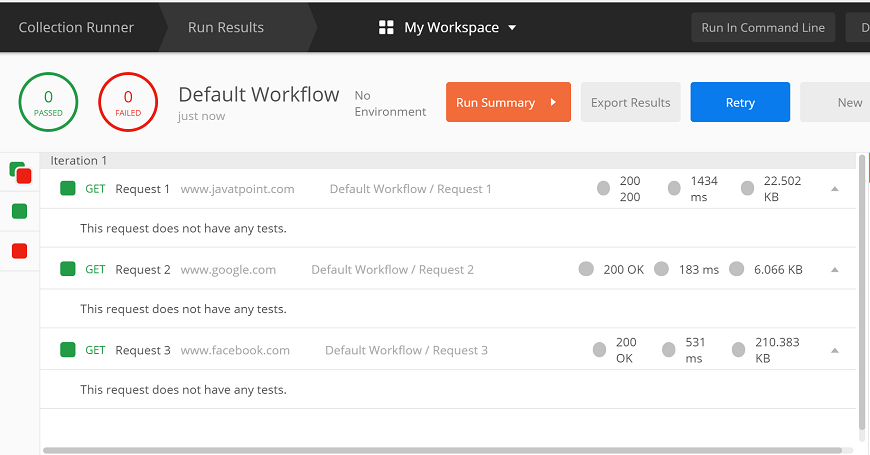 Collection Runner Run Results My Workspace Run In Command Line D
0 PASSED
0 FAILED
Default Workflow
just now
No Environment
Run Summary Export Results Retry New
Iteration 1
GET Request 1 www.javatpoint.com Default Workflow / Request 1 200 200 1434 ms 22.502 KB
This request does not have any tests.
GET Request 2 www.google.com Default Workflow / Request 2 200 OK 183 ms 6.066 KB
This request does not have any tests.
GET Request 3 www.facebook.com Default Workflow / Request 3 200 OK 531 ms 210.383 KB
This request does not have any tests.